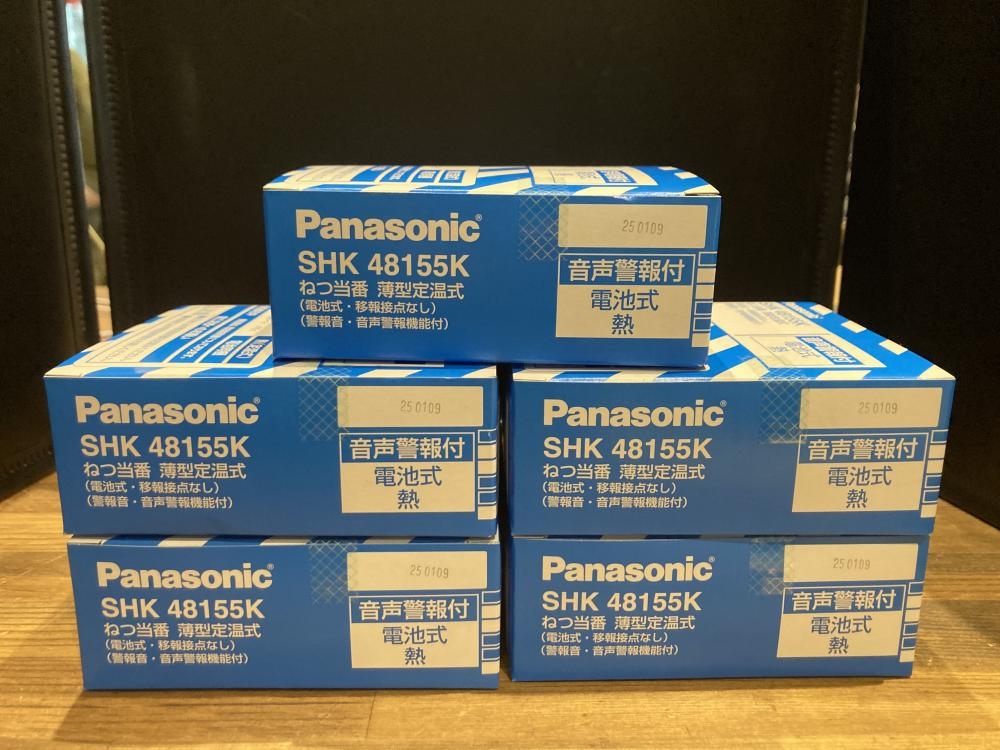 Panasonic®
SHK 48155K
ねつ当番 薄型定温式
(電池式・移報接点なし)
(警報音・音声警報機能付)
25 0109
音声警報付
電池式
熱
Panasonic®
SHK 48155K
ねつ当番 薄型定温式
(電池式・移報接点なし)
(警報音・音声警報機能付)
25 0109
音声警報付
電池式
熱
Panasonic®
SHK 48155K
ねつ当番 薄型定温式
(電池式・移報接点なし)
(警報音・音声警報機能付)
25 0109
音声警報付
電池式
熱
Panasonic®
SHK 48155K
ねつ当番 薄型定温式
(電池式・移報接点なし)
(警報音・音声警報機能付)
25 0109
音声警報付
電池式
熱
Panasonic®
SHK 48155K
ねつ当番 薄型定温式
(電池式・移報接点なし)
(警報音・音声警報機能付)
25 0109
音声警報付
電池式
熱